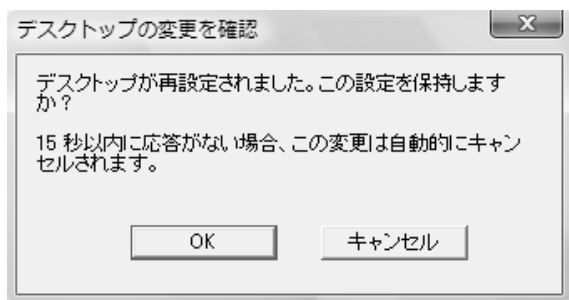 デスクトップの変更を確認
デスクトップが再設定されました。この設定を保持します
か？
15 秒以内に応答がない場合、この変更は自動的にキャン
セルされます。
OK
キャンセル